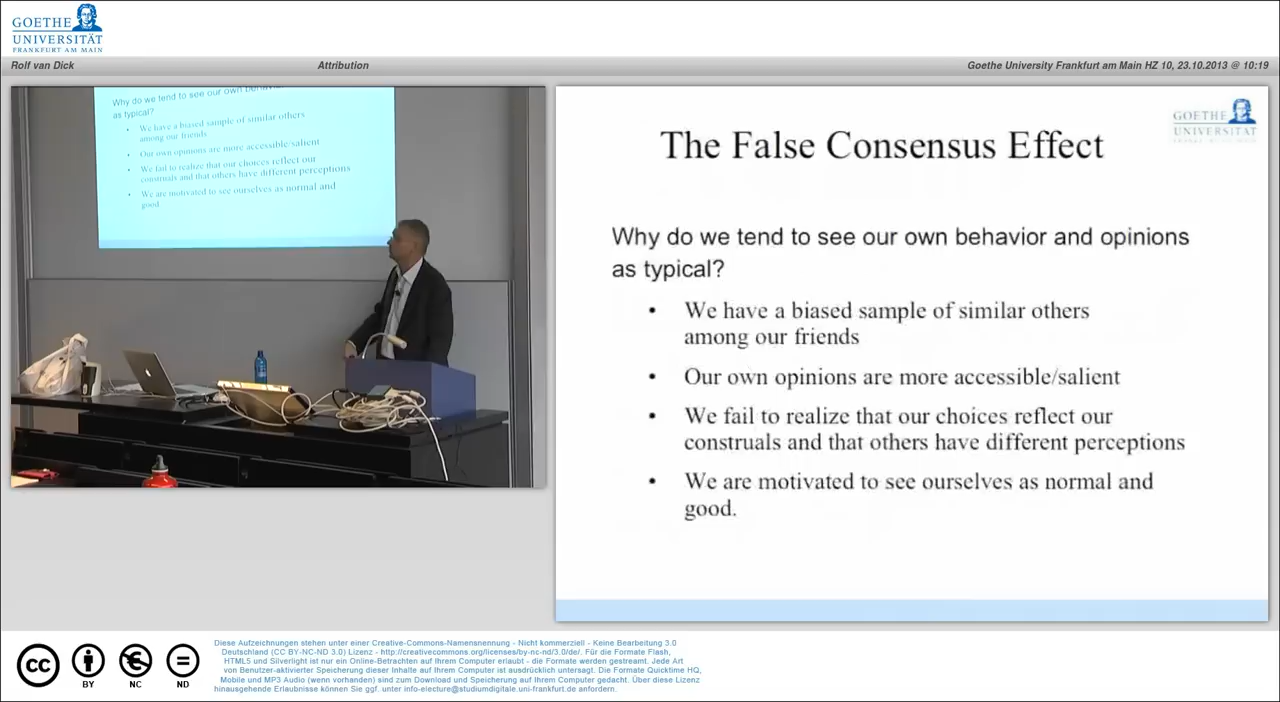 GOETHE
UNIVERSITÄT
FRANKFURT AM MAIN
Rolf van Dick
Attribution
Goethe University Frankfurt am Main HZ 10, 23.10.2013 @ 10:19
Why do we tend to see our own behavior
as typical?
• We have a biased sample of similar others
among our friends
• Our own opinions are more accessible/salient
• We fail to realize that our choices reflect our
construals and that others have different perceptions
• We are motivated to see ourselves as normal and
good.
GOETHE
UNIVERSITÄT
FRANKFURT AM MAIN
The False Consensus Effect
Why do we tend to see our own behavior and opinions
as typical?
• We have a biased sample of similar others
among our friends
• Our own opinions are more accessible/salient
• We fail to realize that our choices reflect our
construals and that others have different perceptions
• We are motivated to see ourselves as normal and
good.
cc
BY
NC
ND
Diese Aufzeichnungen stehen unter einer Creative-Commons-Namensnennung - Nicht kommerziell - Keine Bearbeitung 3.0
Deutschland (CC BY-NC-ND 3.0) Lizenz - http://creativecommons.org/licenses/by-nc-nd/3.0/de/. Für die Formate Flash,
HTML5 und Silverlight ist nur ein Online-Betrachten auf Ihrem Computer erlaubt - die Formate werden gestreamt. Jede Art
von Benutzer-aktivierter Speicherung dieser Inhalte auf Ihrem Computer ist ausdrücklich untersagt. Die Formate Quicktime HQ,
Mobile und MP3 Audio (wenn vorhanden) sind zum Download und Speicherung auf Ihrem Computer gedacht. Über diese Lizenz
hinausgehende Erlaubnisse können Sie ggf. unter info-electure@studiumdigitale.uni-frankfurt.de anfordern.